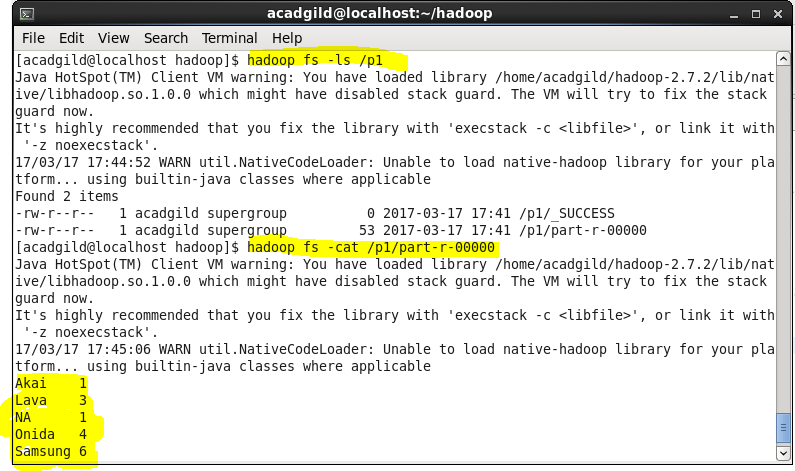 acadgild@localhost:~/hadoop
File Edit View Search Terminal Help
[acadgild@localhost hadoop]$ hadoop fs -ls /p1
Java HotSpot(TM) Client VM warning: You have loaded library /home/acadgild/hadoop-2.7.2/lib/nat
ive/libhadoop.so.1.0.0 which might have disabled stack guard. The VM will try to fix the stack
guard now.
It's highly recommended that you fix the library with 'execstack -c <libfile>', or link it with
'-z noexecstack'.
17/03/17 17:44:52 WARN util.NativeCodeLoader: Unable to load native-hadoop library for your pla
tform... using builtin-java classes where applicable
Found 2 items
-rw-r--r--   1 acadgild supergroup          0 2017-03-17 17:41 /p1/_SUCCESS
-rw-r--r--   1 acadgild supergroup         53 2017-03-17 17:41 /p1/part-r-00000
[acadgild@localhost hadoop]$ hadoop fs -cat /p1/part-r-00000
Java HotSpot(TM) Client VM warning: You have loaded library /home/acadgild/hadoop-2.7.2/lib/nat
ive/libhadoop.so.1.0.0 which might have disabled stack guard. The VM will try to fix the stack
guard now.
It's highly recommended that you fix the library with 'execstack -c <libfile>', or link it with
'-z noexecstack'.
17/03/17 17:45:06 WARN util.NativeCodeLoader: Unable to load native-hadoop library for your pla
tform... using builtin-java classes where applicable
Akai    1
Lava    3
NA      1
Onida   4
Samsung 6